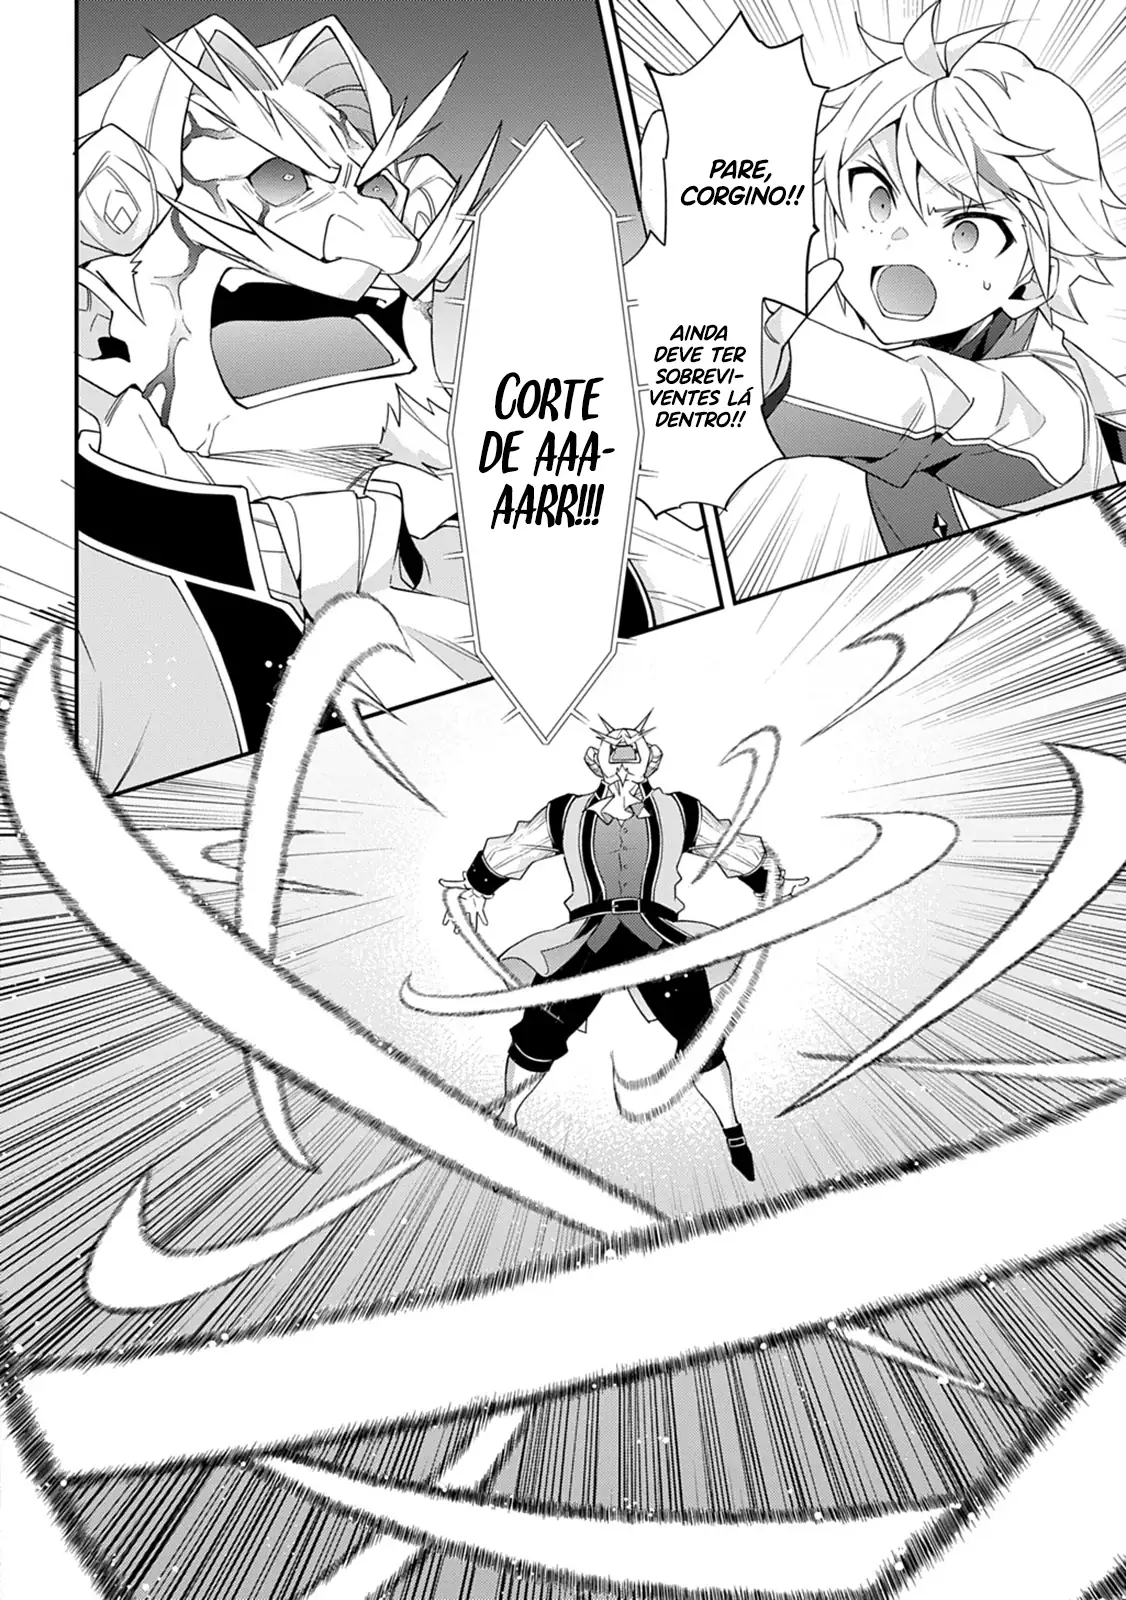 PARE,
CORGINO!!
AINDA
DEVE TER
SOBREVI-
VENTES LÁ
DENTRO!!
CORTE
DE AAA-
AARR!!!